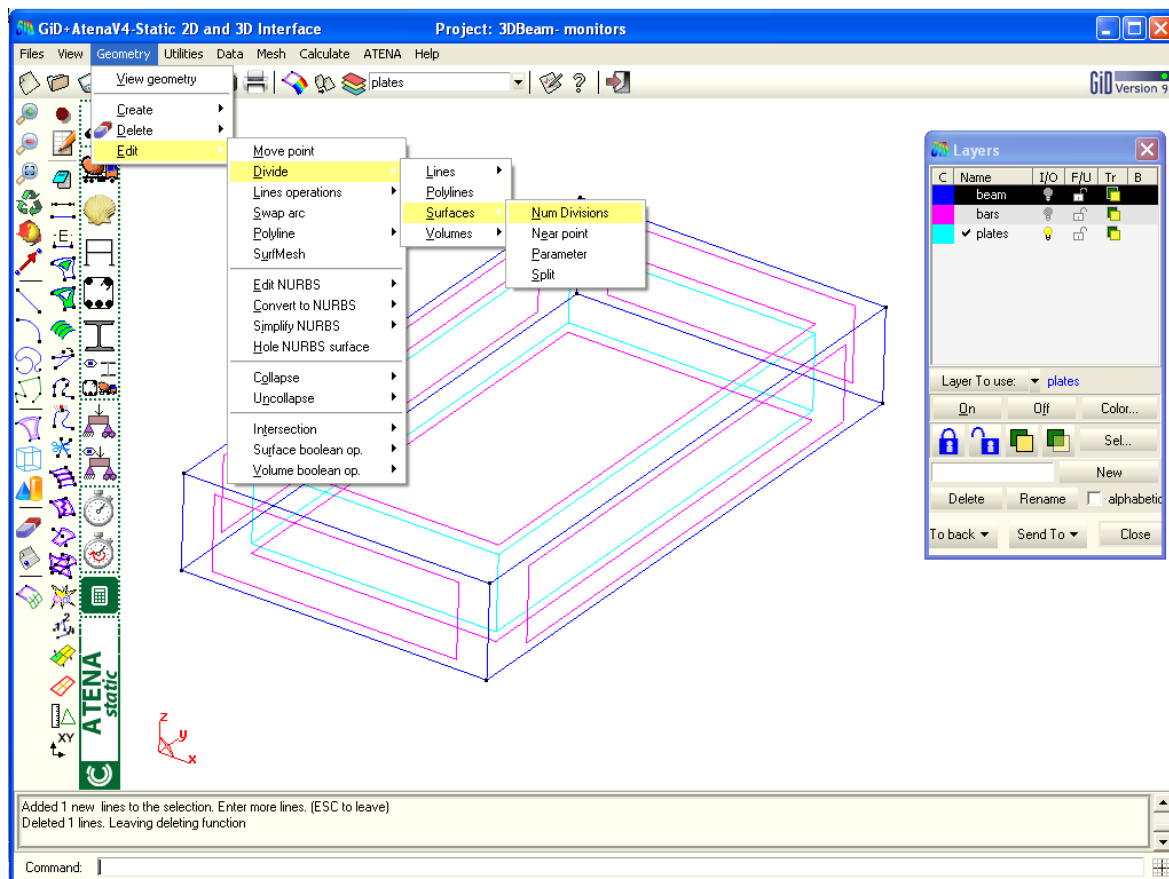 GiD+AtenaV4-Static 2D and 3D Interface Project: 3DBeam- monitors
Files View Geometry Utilities Data Mesh Calculate ATENA Help
plates
GiD Version 9
View geometry
Create
Delete
Edit
Move point
Divide
Lines operations
Swap arc
Polyline
SurfMesh
Edit NURBS
Convert to NURBS
Simplify NURBS
Hole NURBS surface
Collapse
Uncollapse
Intersection
Surface boolean op.
Volume boolean op.
Lines
Polylines
Surfaces
Volumes
Num Divisions
Near point
Parameter
Split
Layers
C Name I/O F/U Tr B
beam
bars
plates
Layer To use: plates
On Off Color...
Sel...
New
Delete Rename alphabetic
To back Send To Close
:E:
XY
ATENA
static
z
y
x
Added 1 new lines to the selection. Enter more lines. (ESC to leave)
Deleted 1 lines. Leaving deleting function
Command: